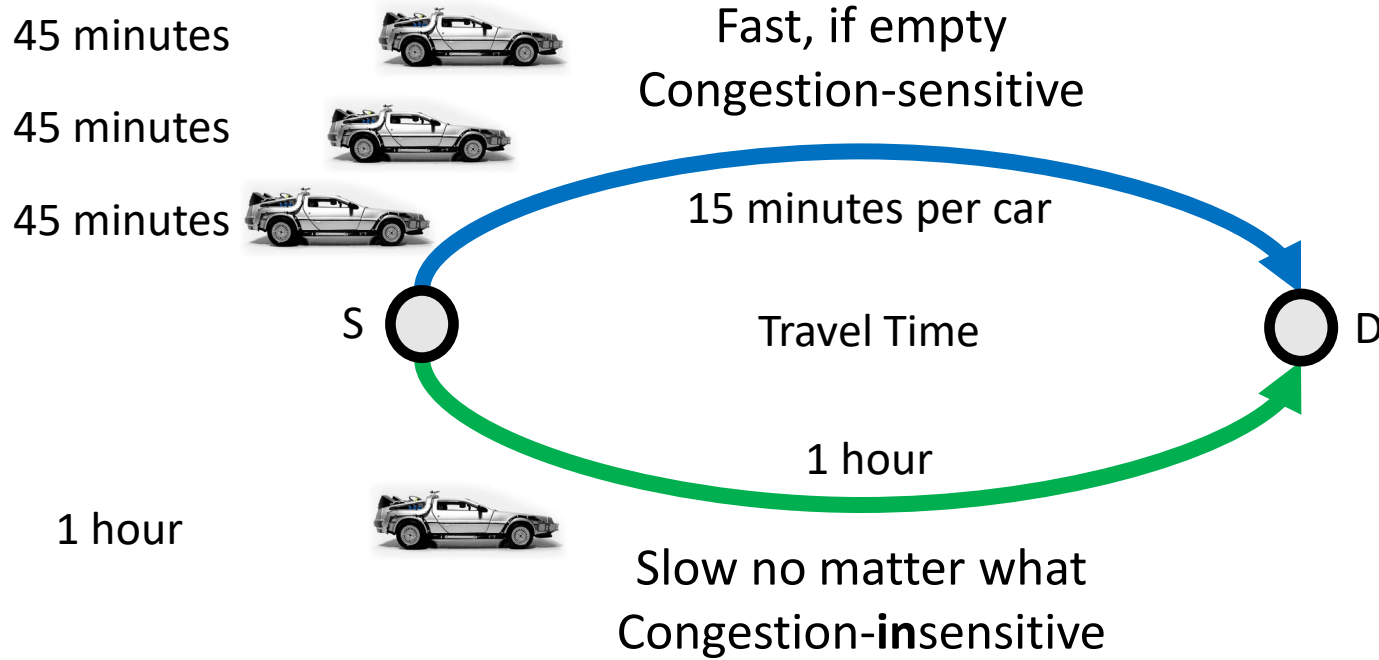 45 minutes
Fast, if empty
Congestion-sensitive
45 minutes
45 minutes
15 minutes per car
S
Travel Time
D
1 hour
1 hour
Slow no matter what
Congestion-insensitive